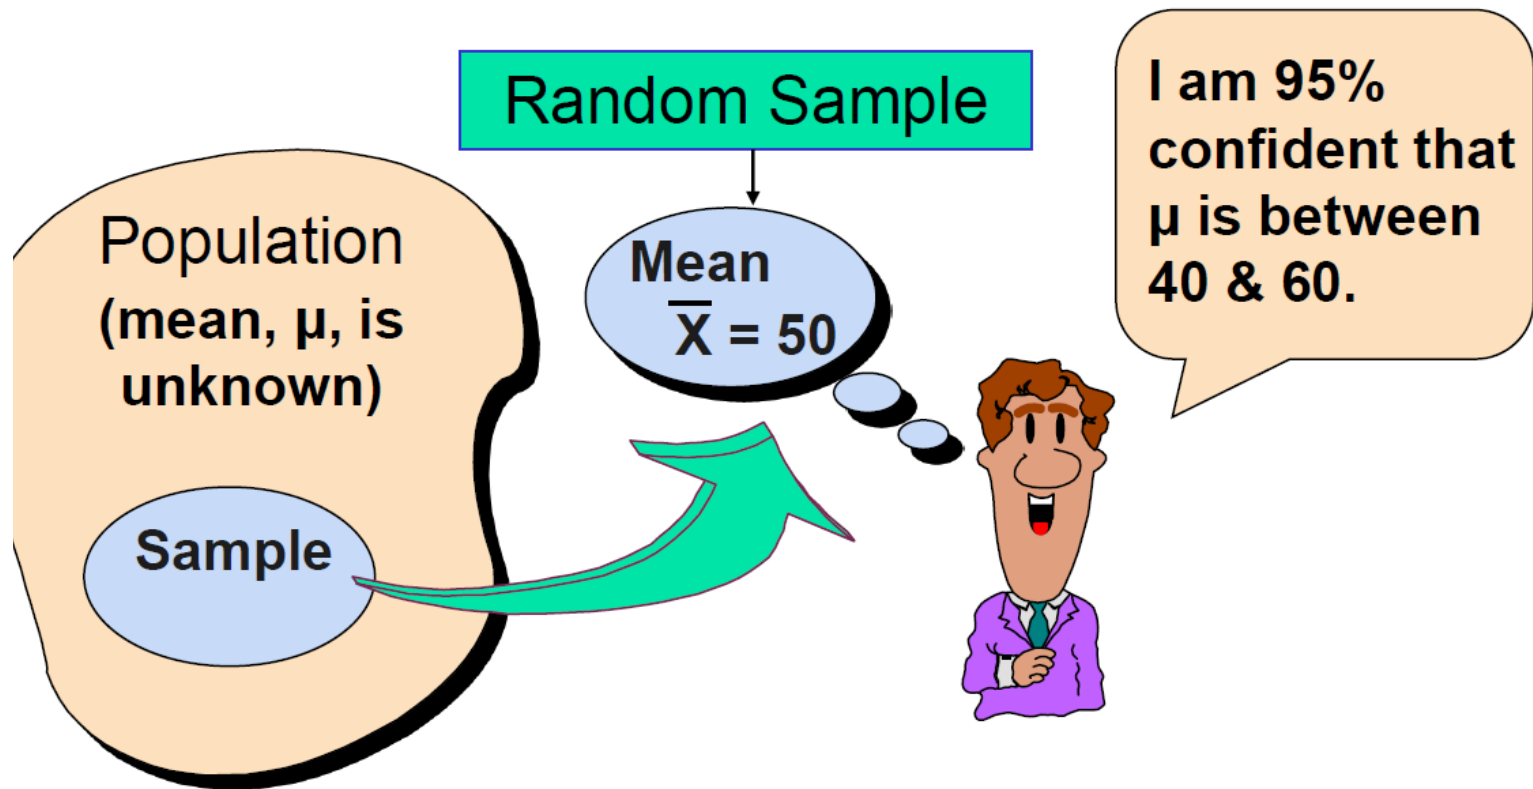 Random Sample
Population
(mean, μ, is
unknown)
Sample
Mean
X̅ = 50
I am 95%
confident that
μ is between
40 & 60.